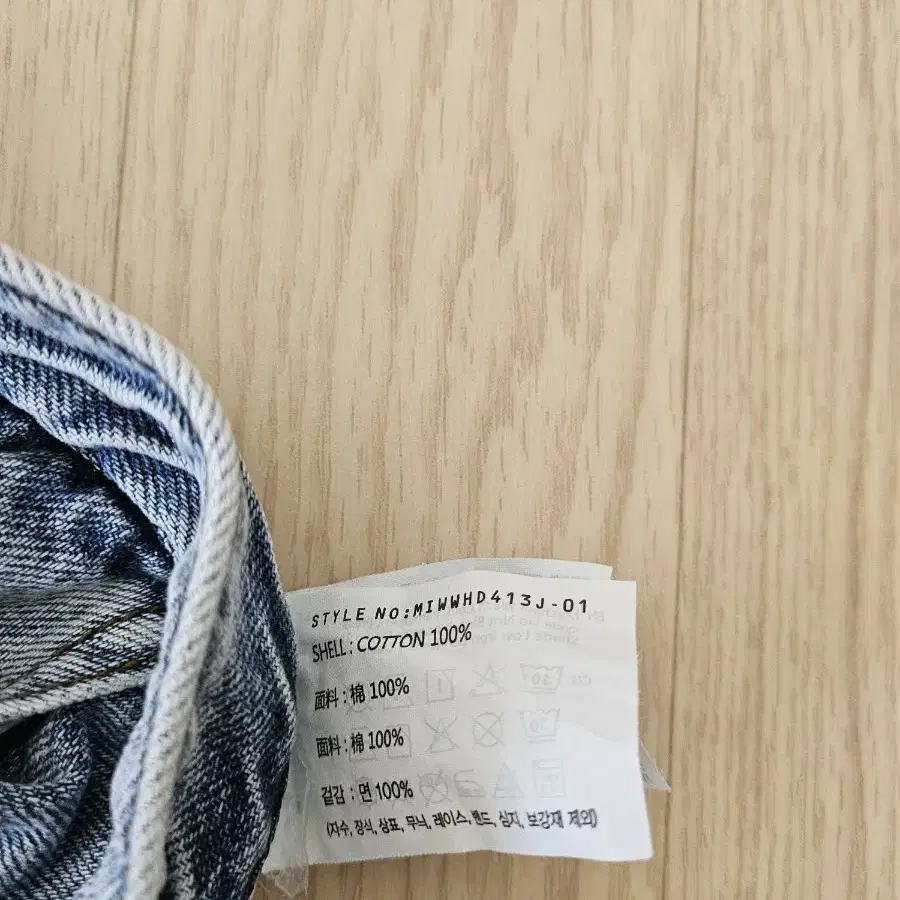 STYLE NO:MIWWHD413J-01
SHELL : COTTON 100%
面料 : 棉 100%
面料 : 棉 100%
겉감 : 면 100%
(자수, 장식, 상표, 무늬, 레이스, 밴드, 심지, 보강재 제외)